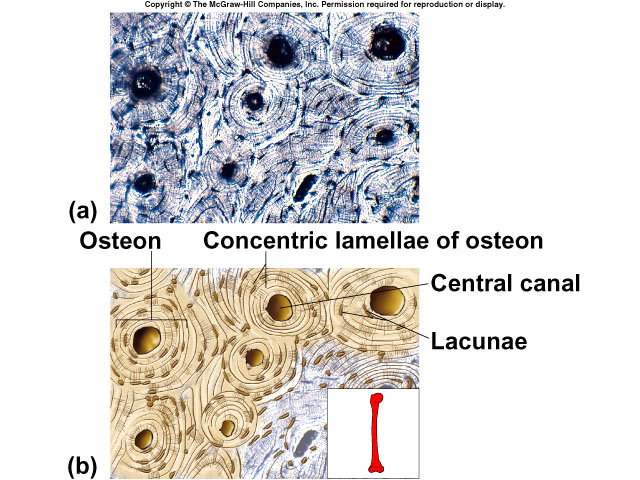 Copyright © The McGraw-Hill Companies, Inc. Permission required for reproduction or display.
(a)
Osteon
Concentric lamellae of osteon
Central canal
Lacunae
(b)